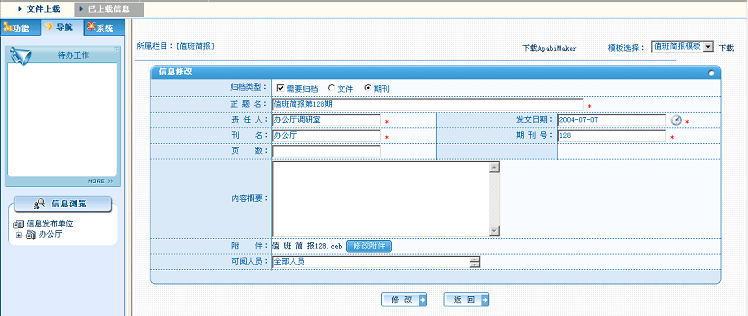 文件上载 已上载信息
功能 导航 系统
待办工作
MORE >>
信息浏览
信息发布单位
办公厅
所属栏目：[值班简报]
下载ApabiMaker 模板选择： 值班简报模板 下载
信息修改
归档类型： 需要归档 文件 期刊
正 题 名： 值班简报第128期 *
责 任 人： 办公厅调研室 * 发文日期： 2004-07-07 *
刊 名： 办公厅 * 期 刊 号： 128 *
页 数：
内容概要：
附 件： 值 班 简 报128.ceb 修改附件
可阅人员： 全部人员
修 改 返 回